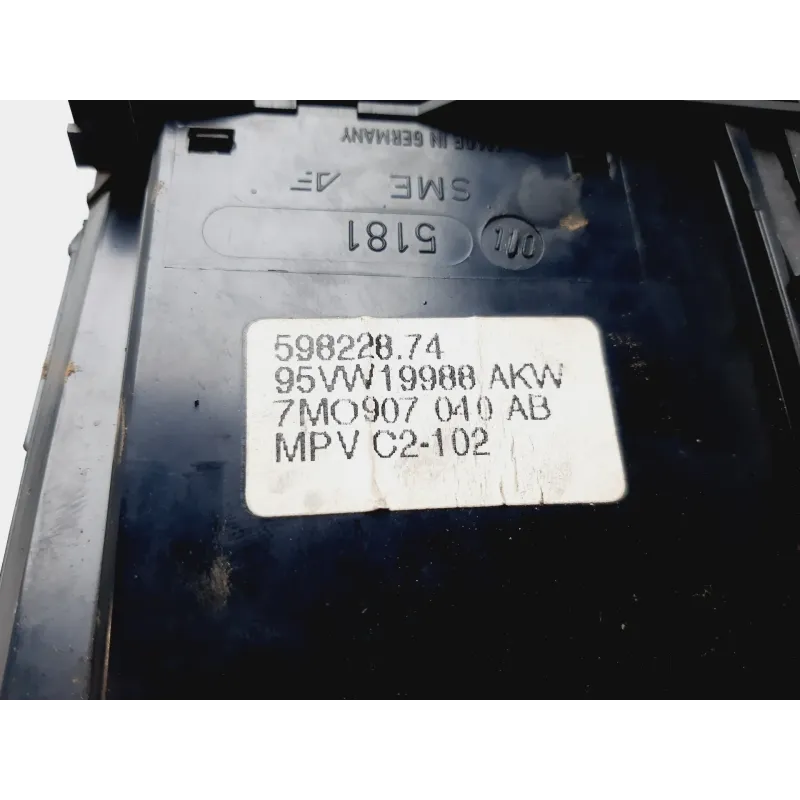 MADE IN GERMANY
SME
5181
598228.74
95VW19988 AKW
7MO907 040 AB
MPV C2-102